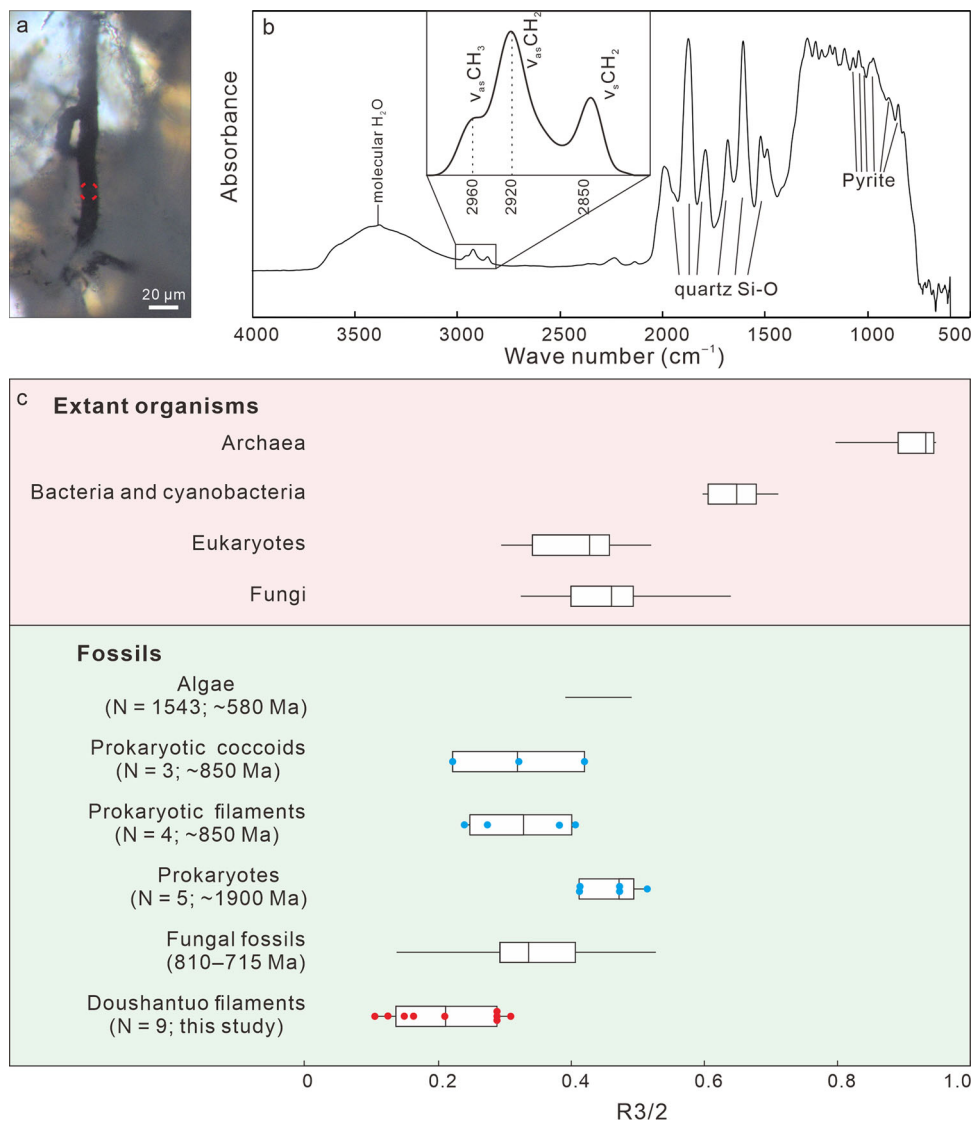 a
20 µm
b
Absorbance
molecular H₂O
vasCH₃
vasCH₂
vsCH₂
2960
2920
2850
quartz Si-O
Pyrite
4000 3500 3000 2500 2000 1500 1000 500
Wave number (cm⁻¹)
c
Extant organisms
Archaea
Bacteria and cyanobacteria
Eukaryotes
Fungi
Fossils
Algae
(N = 1543; ~580 Ma)
Prokaryotic coccoids
(N = 3; ~850 Ma)
Prokaryotic filaments
(N = 4; ~850 Ma)
Prokaryotes
(N = 5; ~1900 Ma)
Fungal fossils
(810–715 Ma)
Doushantuo filaments
(N = 9; this study)
0 0.2 0.4 0.6 0.8 1.0
R3/2